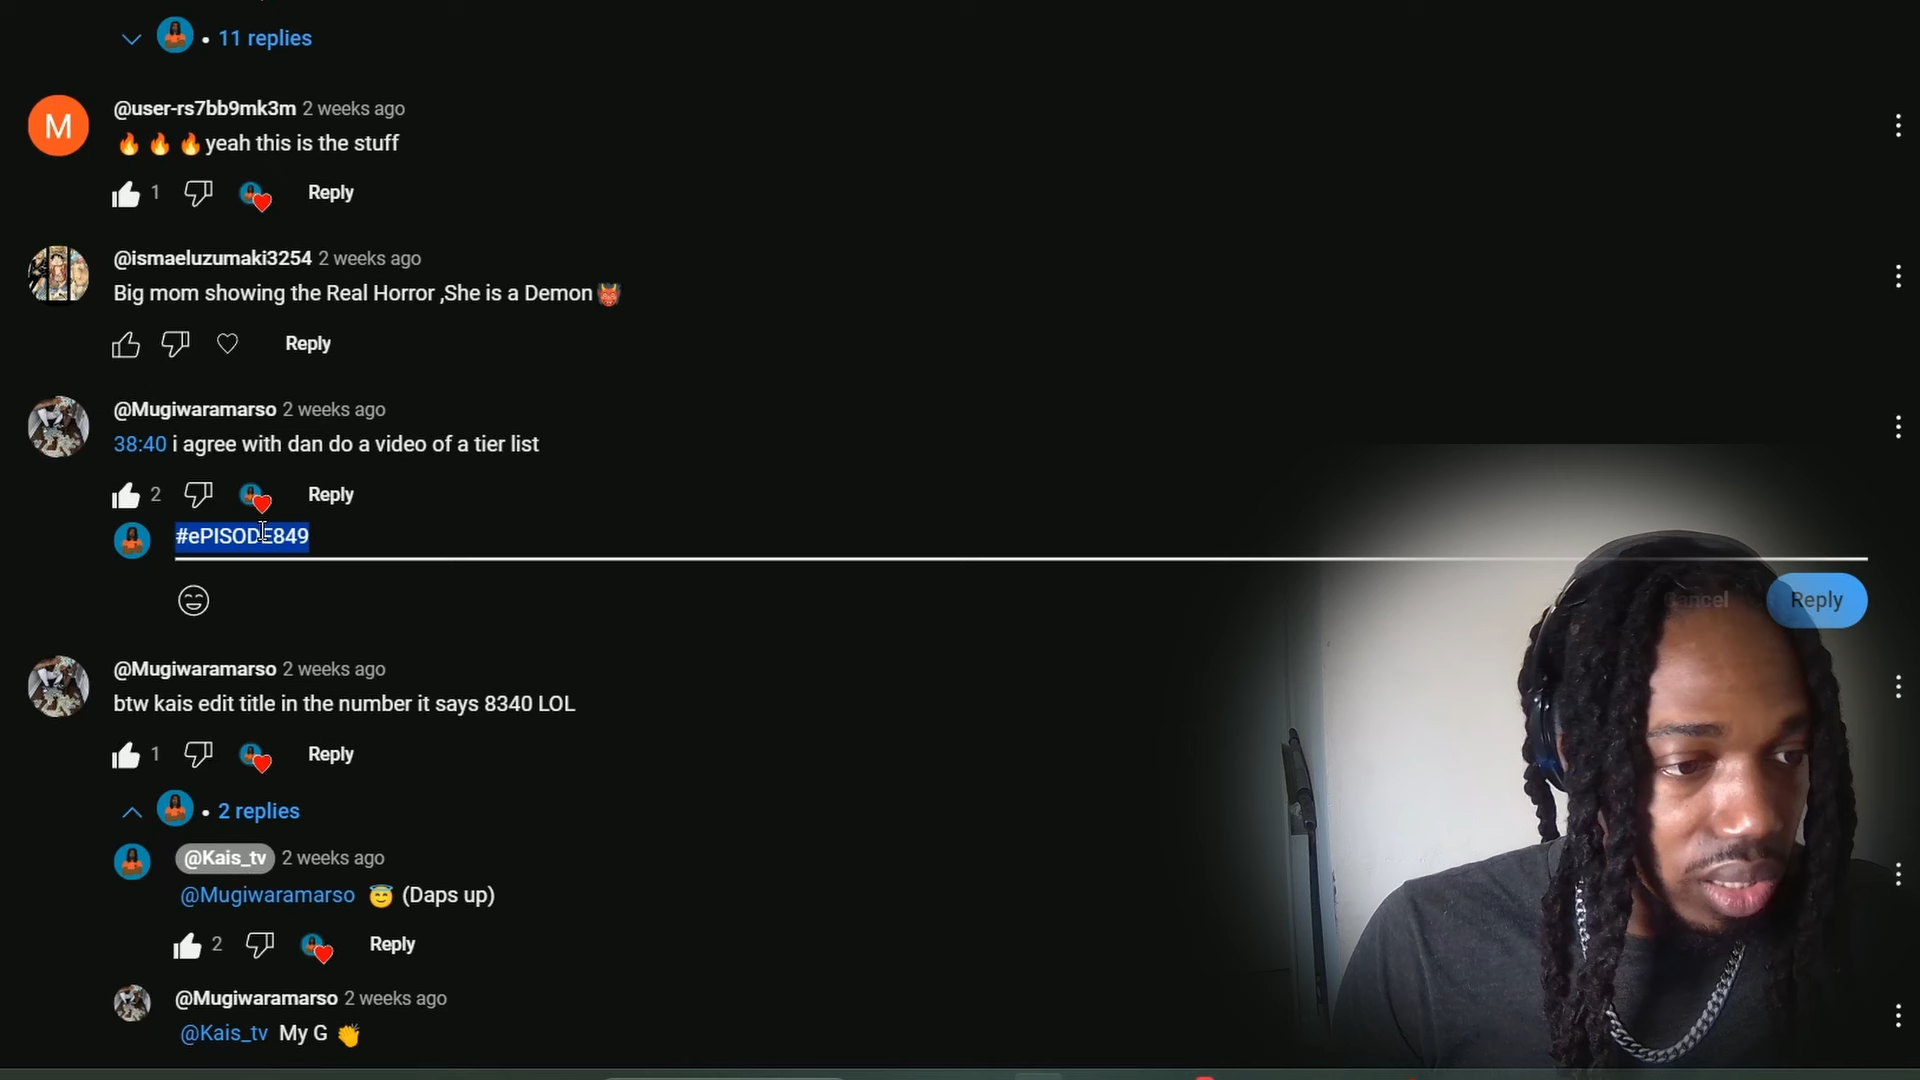 11 replies
M
@user-rs7bb9mk3m 2 weeks ago
🔥 🔥 🔥 yeah this is the stuff
1 Reply
@ismaeluzumaki3254 2 weeks ago
Big mom showing the Real Horror ,She is a Demon👹
Reply
@Mugiwaramarso 2 weeks ago
38:40 i agree with dan do a video of a tier list
2 Reply
#ePISODE849
Cancel Reply
@Mugiwaramarso 2 weeks ago
btw kais edit title in the number it says 8340 LOL
1 Reply
2 replies
@Kais_tv 2 weeks ago
@Mugiwaramarso 😇 (Daps up)
2 Reply
@Mugiwaramarso 2 weeks ago
@Kais_tv My G 👏